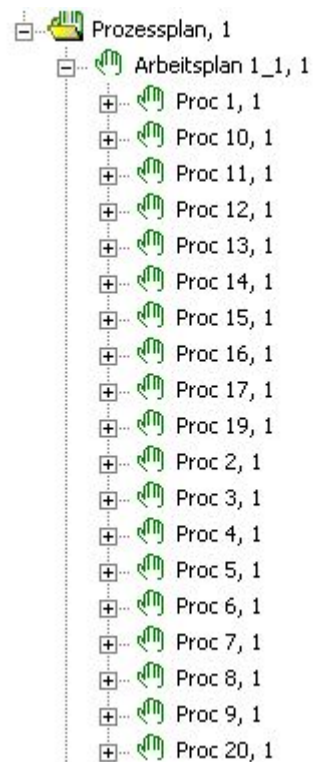 Prozessplan, 1
Arbeitsplan 1_1, 1
Proc 1, 1
Proc 10, 1
Proc 11, 1
Proc 12, 1
Proc 13, 1
Proc 14, 1
Proc 15, 1
Proc 16, 1
Proc 17, 1
Proc 19, 1
Proc 2, 1
Proc 3, 1
Proc 4, 1
Proc 5, 1
Proc 6, 1
Proc 7, 1
Proc 8, 1
Proc 9, 1
Proc 20, 1